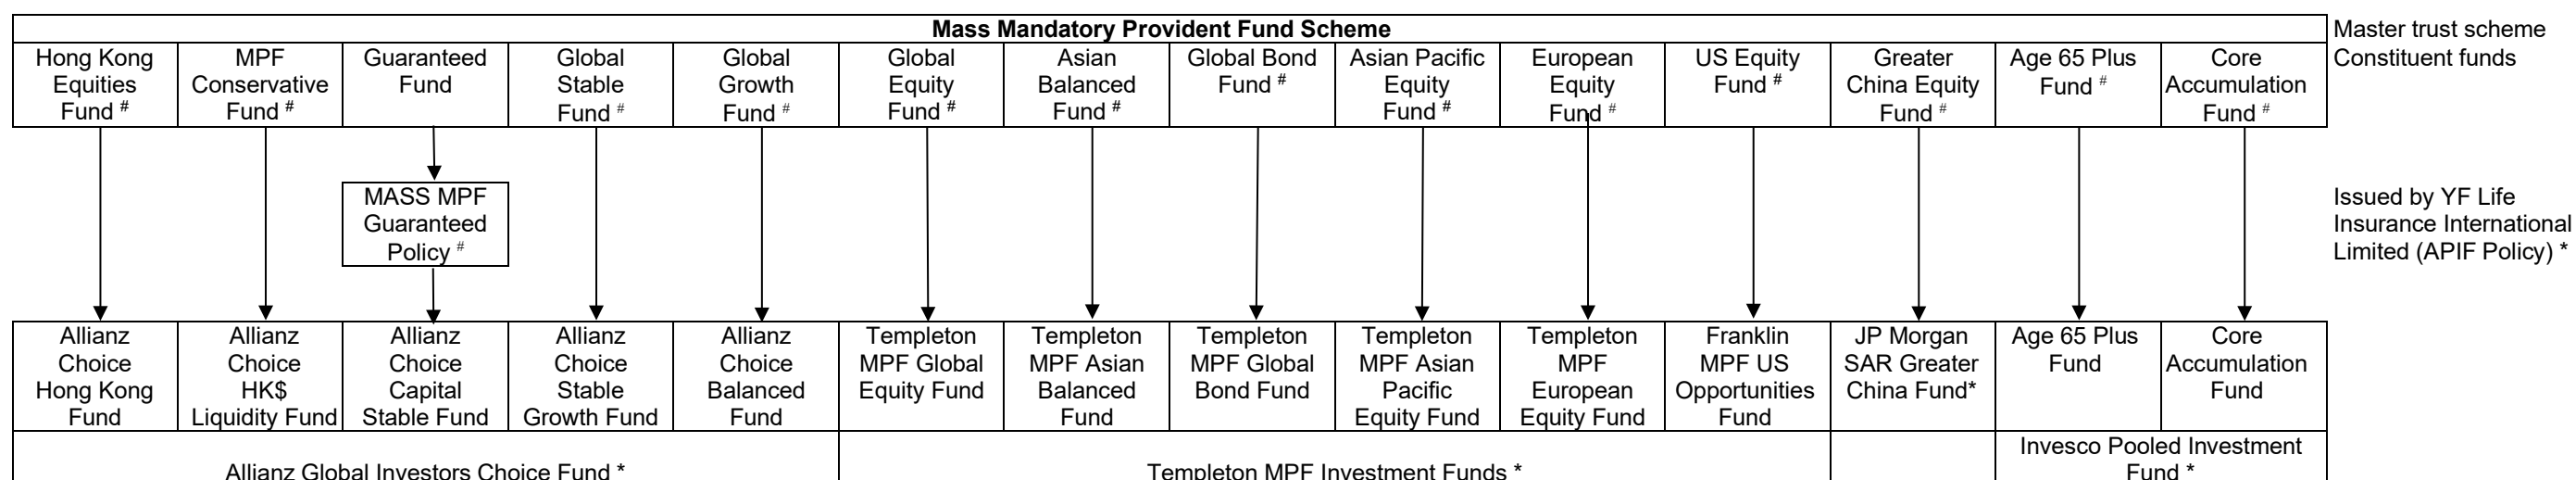 Mass Mandatory Provident Fund Scheme
Master trust scheme
Hong Kong
Equities
Fund #
MPF
Conservative
Fund #
Guaranteed
Fund
Global
Stable
Fund #
Global
Growth
Fund #
Global
Equity
Fund #
Asian
Balanced
Fund #
Global Bond
Fund #
Asian Pacific
Equity
Fund #
European
Equity
Fund #
US Equity
Fund #
Greater
China Equity
Fund #
Age 65 Plus
Fund #
Core
Accumulation
Fund #
Constituent funds
MASS MPF
Guaranteed
Policy #
Issued by YF Life
Insurance International
Limited (APIF Policy) *
Allianz
Choice
Hong Kong
Fund
Allianz
Choice
HK$
Liquidity Fund
Allianz
Choice
Capital
Stable Fund
Allianz
Choice
Stable
Growth Fund
Allianz
Choice
Balanced
Fund
Templeton
MPF Global
Equity Fund
Templeton
MPF Asian
Balanced
Fund
Templeton
MPF Global
Bond Fund
Templeton
MPF Asian
Pacific
Equity Fund
Templeton
MPF
European
Equity Fund
Franklin
MPF US
Opportunities
Fund
JP Morgan
SAR Greater
China Fund*
Age 65 Plus
Fund
Core
Accumulation
Fund
Allianz Global Investors Choice Fund *
Templeton MPF Investment Funds *
Invesco Pooled Investment
Fund *